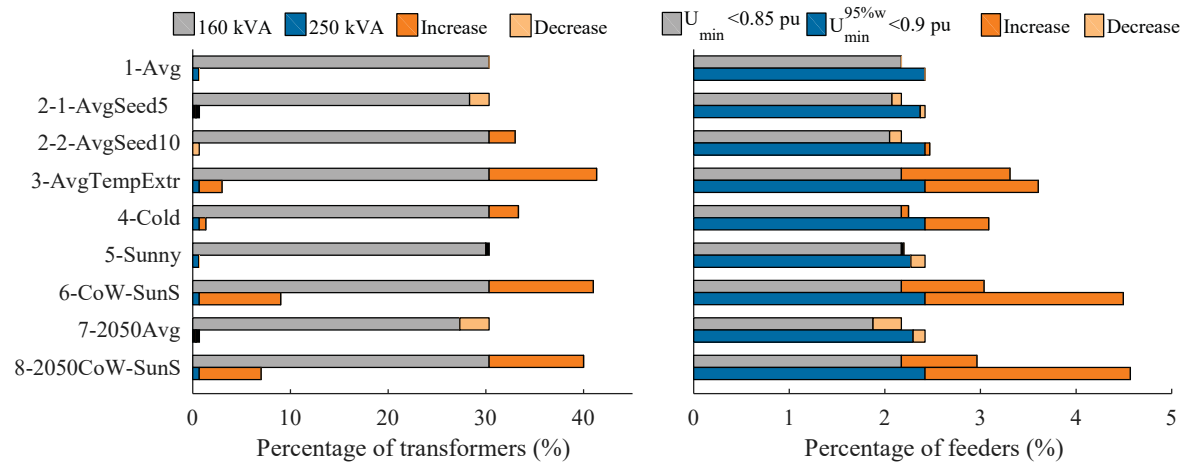 160 kVA 250 kVA Increase Decrease
U_min <0.85 pu U_min^95%w <0.9 pu Increase Decrease
1-Avg
2-1-AvgSeed5
2-2-AvgSeed10
3-AvgTempExtr
4-Cold
5-Sunny
6-CoW-SunS
7-2050Avg
8-2050CoW-SunS
0 10 20 30 40
Percentage of transformers (%)
0 1 2 3 4 5
Percentage of feeders (%)